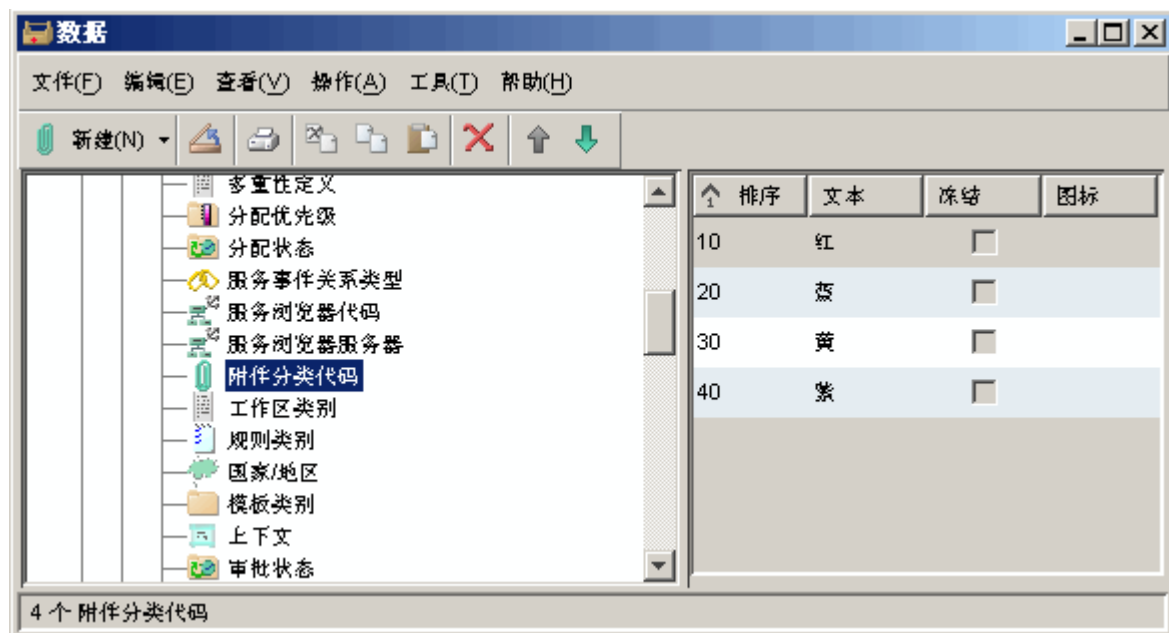 数据
文件(F) 编辑(E) 查看(V) 操作(A) 工具(T) 帮助(H)
新建(N)
多重性定义
分配优先级
分配状态
服务事件关系类型
服务浏览器代码
服务浏览器服务器
附件分类代码
工作区类别
规则类别
国家/地区
模板类别
上下文
审批状态
1 排序 文本 冻结 图标
10 红
20 蓝
30 黄
40 紫
4 个 附件分类代码